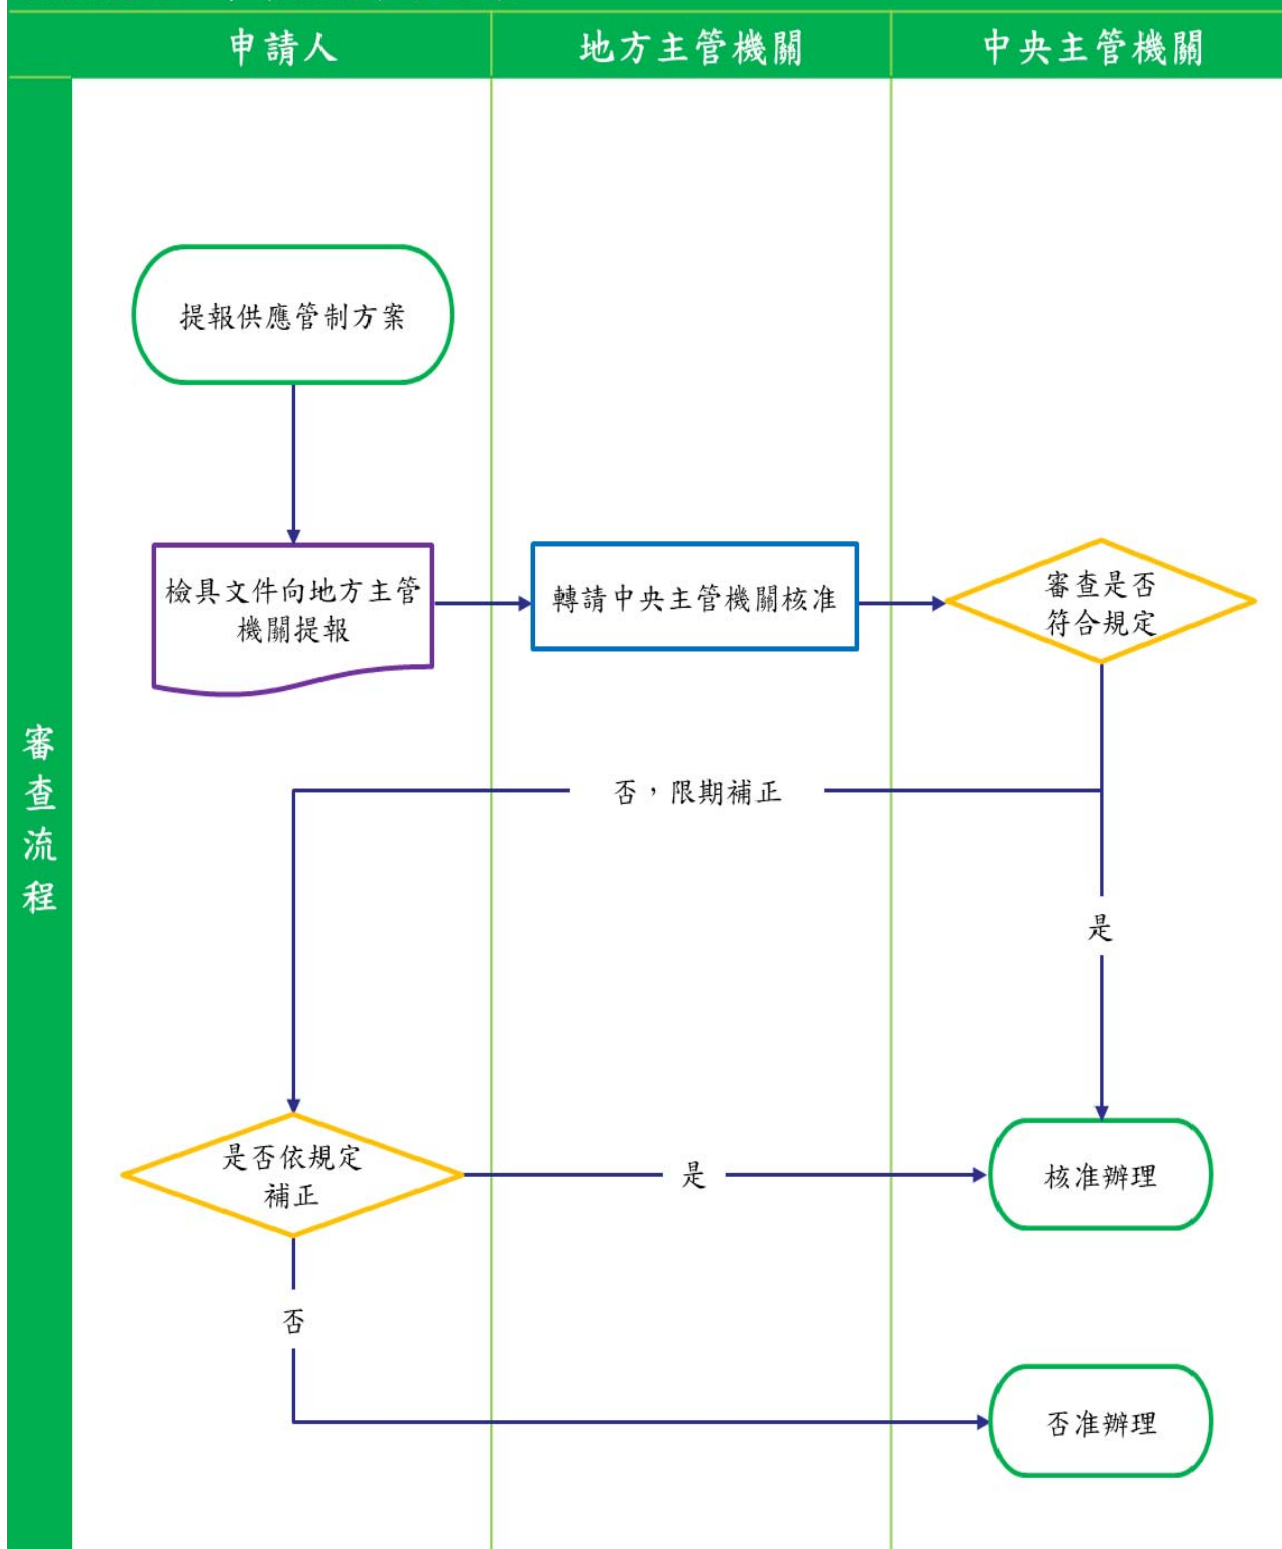 申請人
地方主管機關
中央主管機關
審查流程
提報供應管制方案
檢具文件向地方主管
機關提報
轉請中央主管機關核准
審查是否
符合規定
否，限期補正
是
是否依規定
補正
是
核准辦理
否
否准辦理